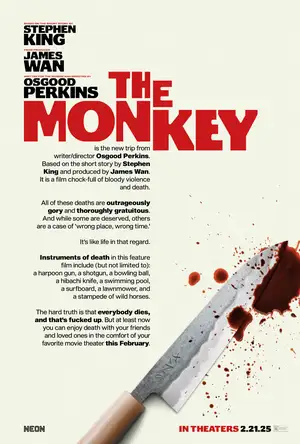 BASED ON THE SHORT STORY BY
STEPHEN
KING
JAMES
WAN
OSGOOD
PERKINS
THE
MONKEY
is the new trip from
writer/director Osgood Perkins.
Based on the short story by Stephen
King and produced by James Wan.
It is a film chock-full of bloody violence
and death.
All of these deaths are outrageously
gory and thoroughly gratuitous.
And while some are deserved, others
are a case of ‘wrong place, wrong time.’
It's like life in that regard.
Instruments of death in this feature
film include (but not limited to):
a harpoon gun, a shotgun, a bowling ball,
a hibachi knife, a swimming pool,
a surfboard, a lawnmower, and
a stampede of wild horses.
The hard truth is that everybody dies,
and that's fucked up. But at least now
you can enjoy death with your friends
and loved ones in the comfort of your
favorite movie theater this February.
NEON
IN THEATERS 2.21.25